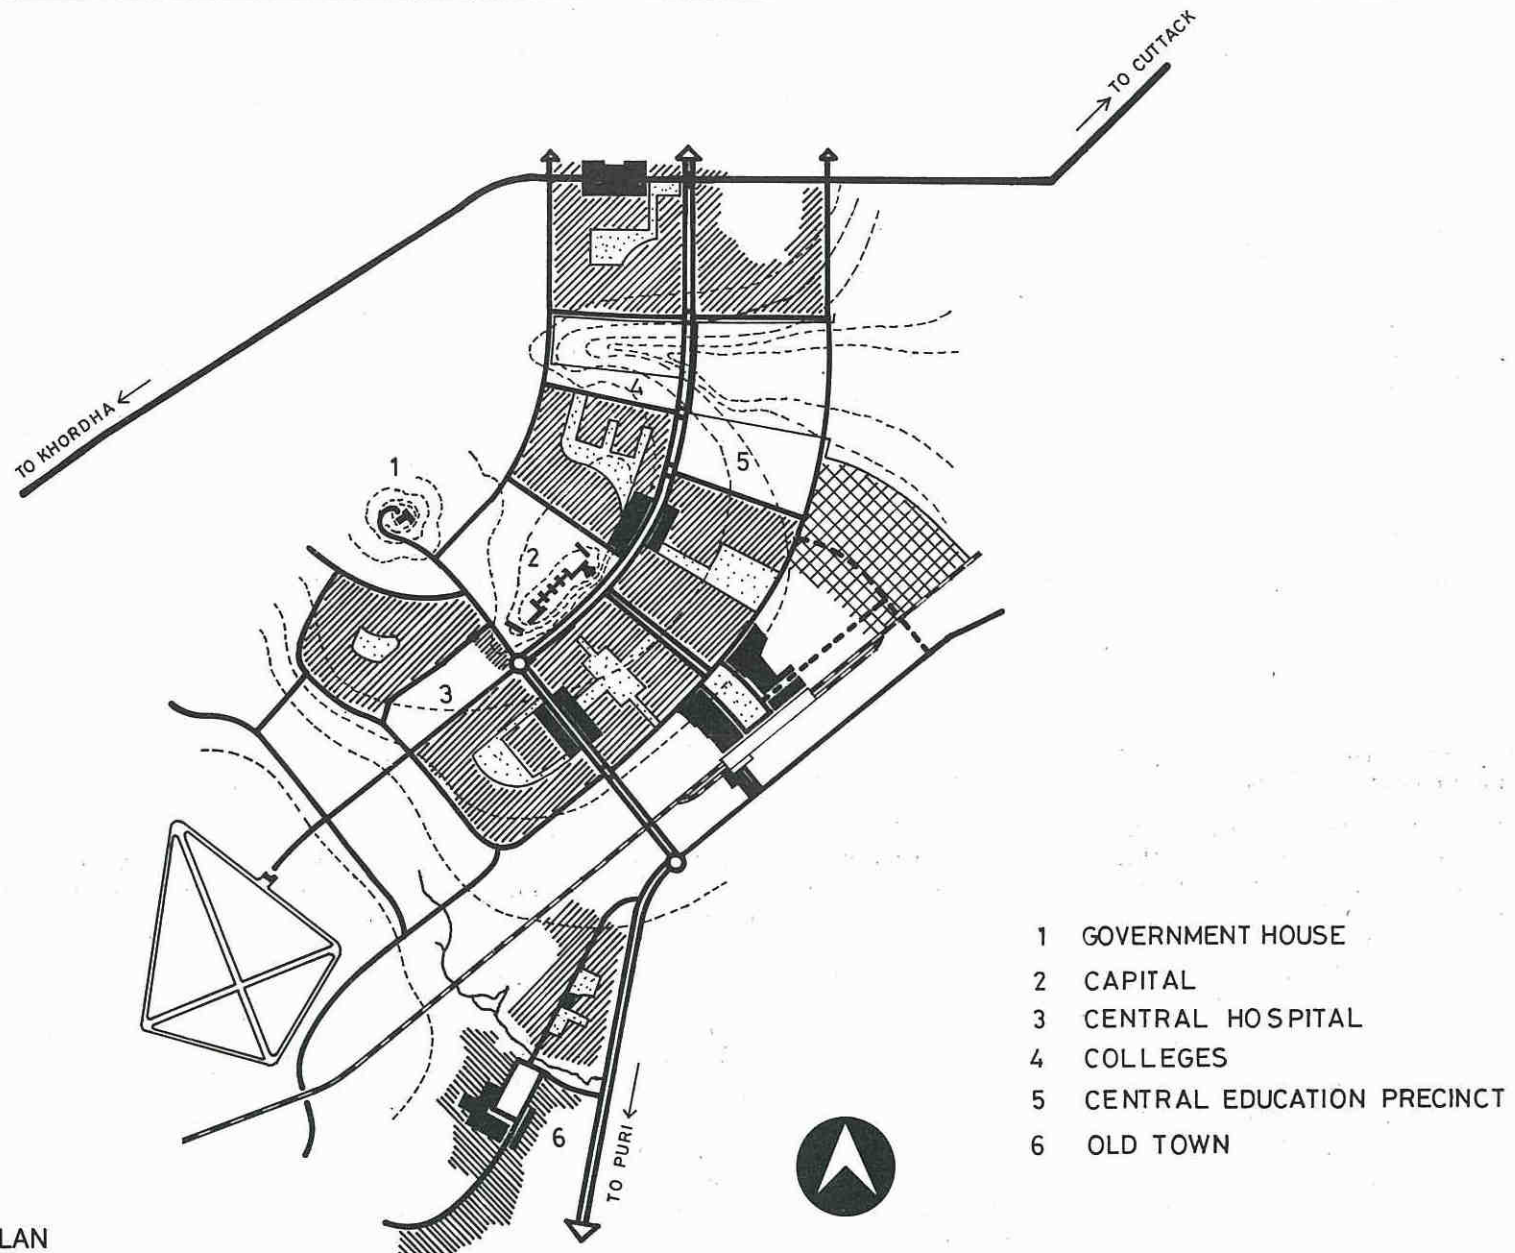 TO CUTTACK
TO KHORDHA
1
4
5
2
3
6
TO PURI
1 GOVERNMENT HOUSE
2 CAPITAL
3 CENTRAL HOSPITAL
4 COLLEGES
5 CENTRAL EDUCATION PRECINCT
6 OLD TOWN
LAN